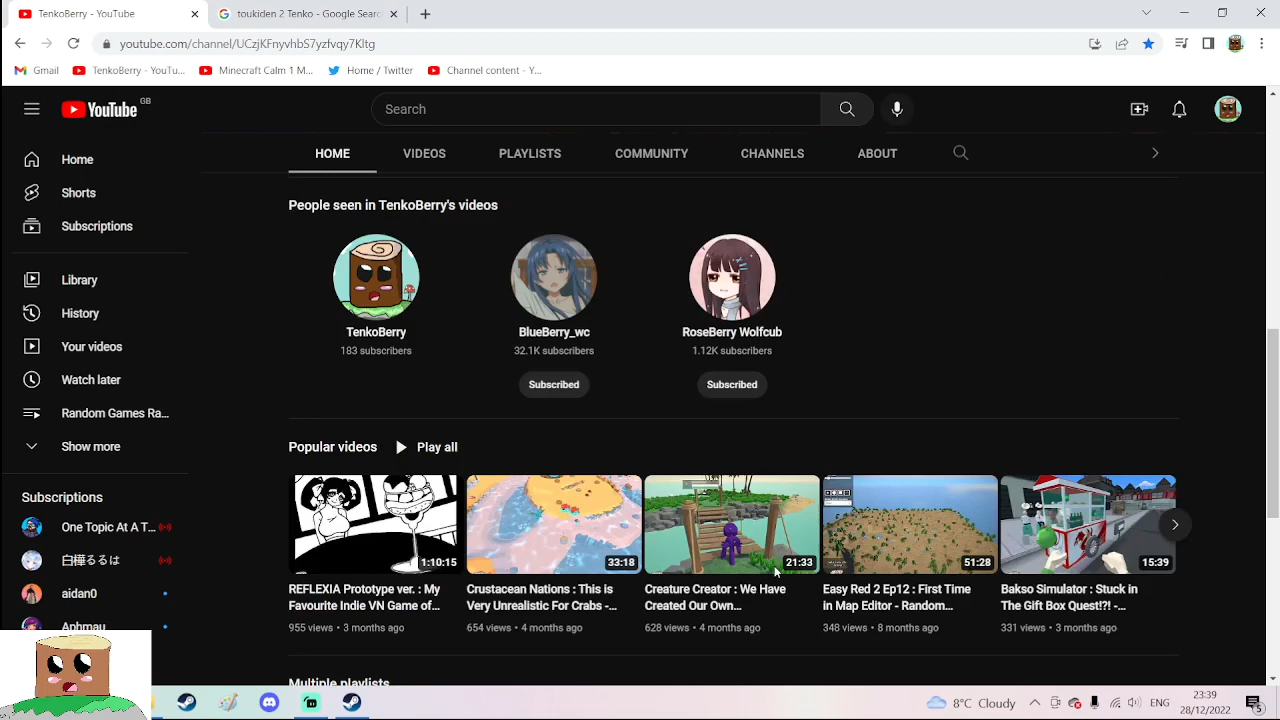 TenkoBerry - YouTube
toukiden 2 Tenko - Google Searc
youtube.com/channel/UCzjKFnyvhbS7yzfvqy7Kltg
Gmail
TenkoBerry - YouTu...
Minecraft Calm 1 M...
Home / Twitter
Channel content - Y...
YouTube GB
Search
HOME VIDEOS PLAYLISTS COMMUNITY CHANNELS ABOUT
Home
Shorts
Subscriptions
Library
History
Your videos
Watch later
Random Games Ra...
Show more
Subscriptions
One Topic At A T...
白樺るるは
aidan0
Aphmau
People seen in TenkoBerry's videos
TenkoBerry
183 subscribers
BlueBerry_wc
32.1K subscribers
Subscribed
RoseBerry Wolfcub
1.12K subscribers
Subscribed
Popular videos
Play all
1:10:15
REFLEXIA Prototype ver. : My
Favourite Indie VN Game of...
955 views • 3 months ago
33:18
Crustacean Nations : This is
Very Unrealistic For Crabs -...
654 views • 4 months ago
21:33
Creature Creator : We Have
Created Our Own...
628 views • 4 months ago
51:28
Easy Red 2 Ep12 : First Time
in Map Editor - Random...
348 views • 8 months ago
15:39
Bakso Simulator : Stuck in
The Gift Box Quest!?! -...
331 views • 3 months ago
Multiple playlists
8°C Cloudy
ENG
23:39
28/12/2022
5